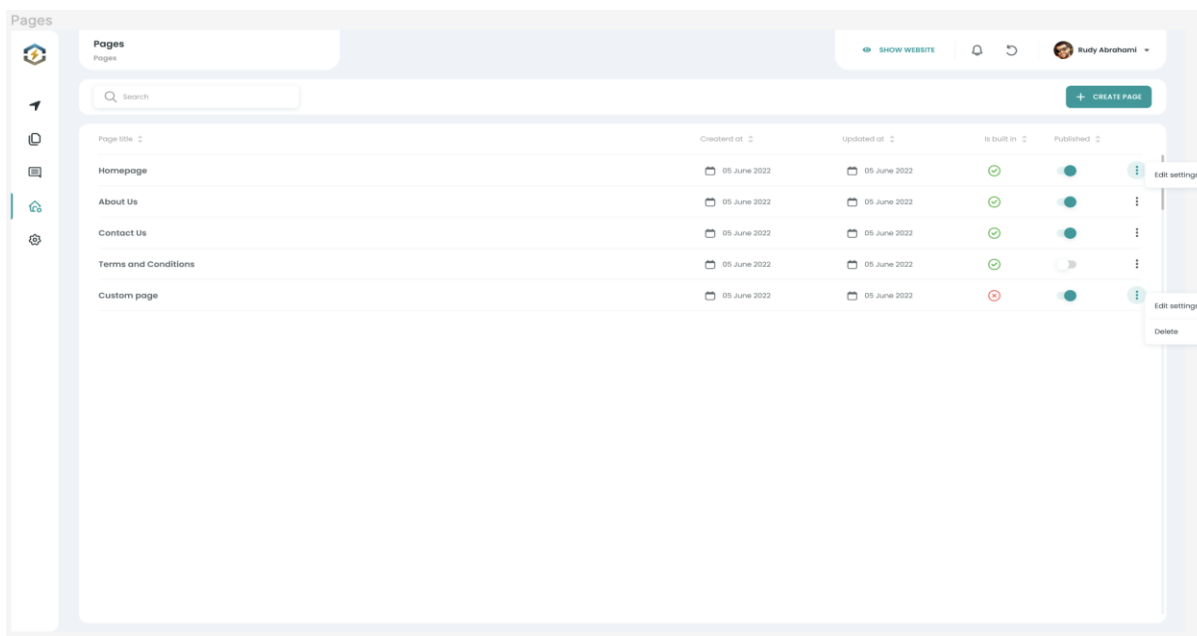 Pages
Pages
Pages
SHOW WEBSITE
Rudy Abrahami
Search
+ CREATE PAGE
Page title Createrd at Updated at Is built in Published
Homepage 05 June 2022 05 June 2022
Edit settings
About Us 05 June 2022 05 June 2022
Contact Us 05 June 2022 05 June 2022
Terms and Conditions 05 June 2022 05 June 2022
Custom page 05 June 2022 05 June 2022
Edit settings
Delete